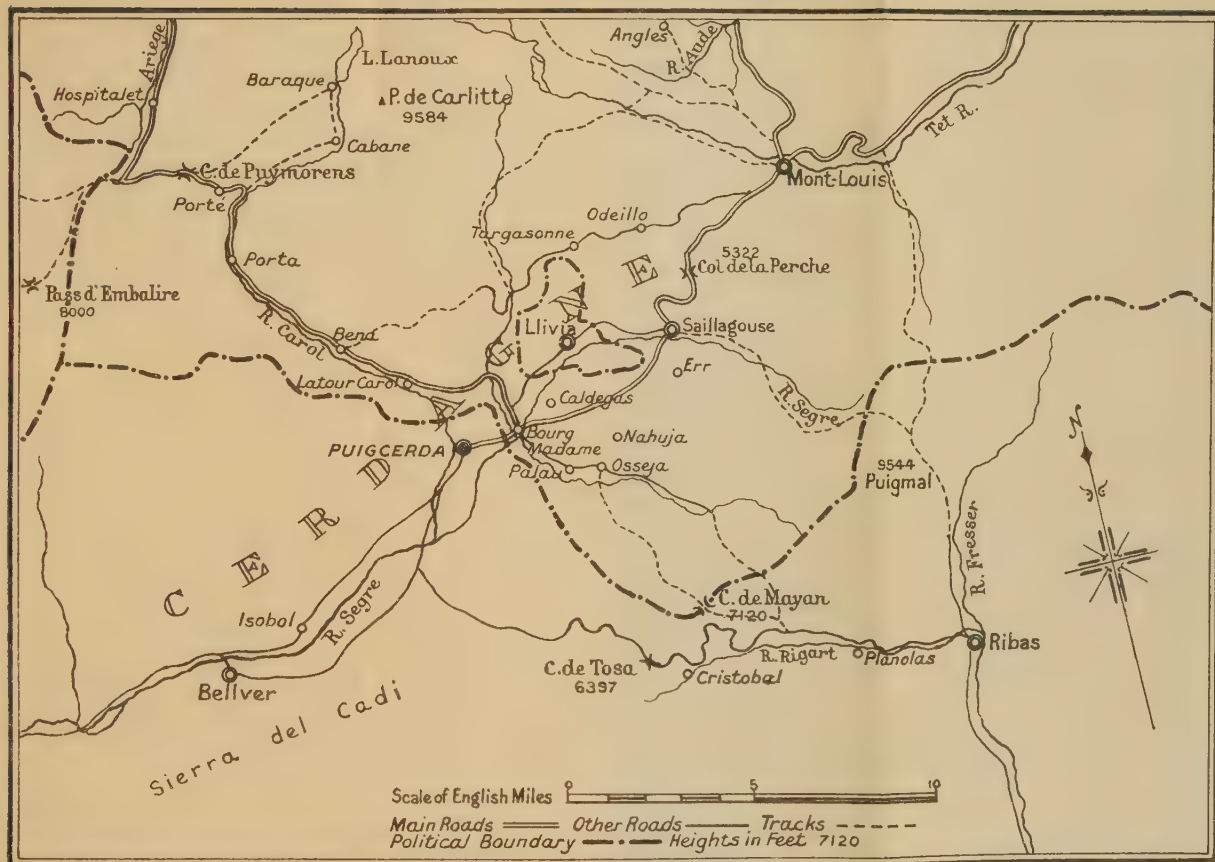 Ariege
L. Lanoux
Angles
R. Aude
Hospitalet
Baraque
P. de Carlitte
9584
Cabane
Tet R.
C. de Puymorens
Mont-Louis
Porte
Odeillo
Targasonne
Porta
5322
Col de la Perche
Pass d'Embalire
8000
R. Carol
Bena
Llivia
Saillagouse
Err
Latour Carol
Caldegas
R. Segre
Bourg
Madame
Nahuja
PUIGCERDA
Palau
Osseja
9544
Puigmal
CERDAGNE
N
R. Fresser
Isobol
R. Segre
C. de Mayan
7120
Ribas
R. Rigart
Planolas
C. de Tosa
6397
Cristobal
Bellver
Sierra del Cadi
0 5 10
Scale of English Miles
Main Roads Other Roads Tracks
Political Boundary Heights in Feet 7120